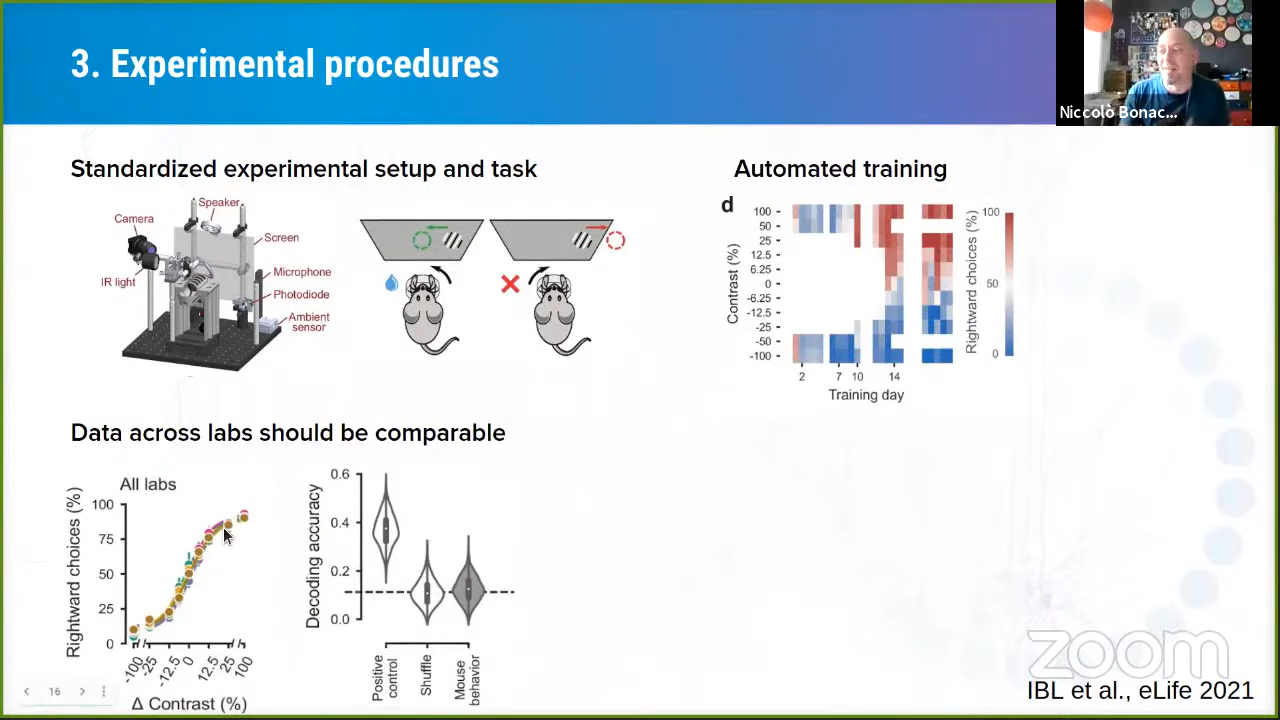 3. Experimental procedures
Niccolò Bonac...
Standardized experimental setup and task
Speaker
Camera
Screen
IR light
Microphone
Photodiode
Ambient
sensor
Automated training
d
Contrast (%)
100
50
25
12.5
6.25
0
-6.25
-12.5
-25
-50
-100
2
7
10
14
Training day
Rightward choices (%)
100
50
0
Data across labs should be comparable
All labs
Rightward choices (%)
100
75
50
25
0
-100
-25
-12.5
0
12.5
25
100
Δ Contrast (%)
Decoding accuracy
0.6
0.4
0.2
0.0
Positive
control
Shuffle
Mouse
behavior
16
zoom
IBL et al., eLife 2021